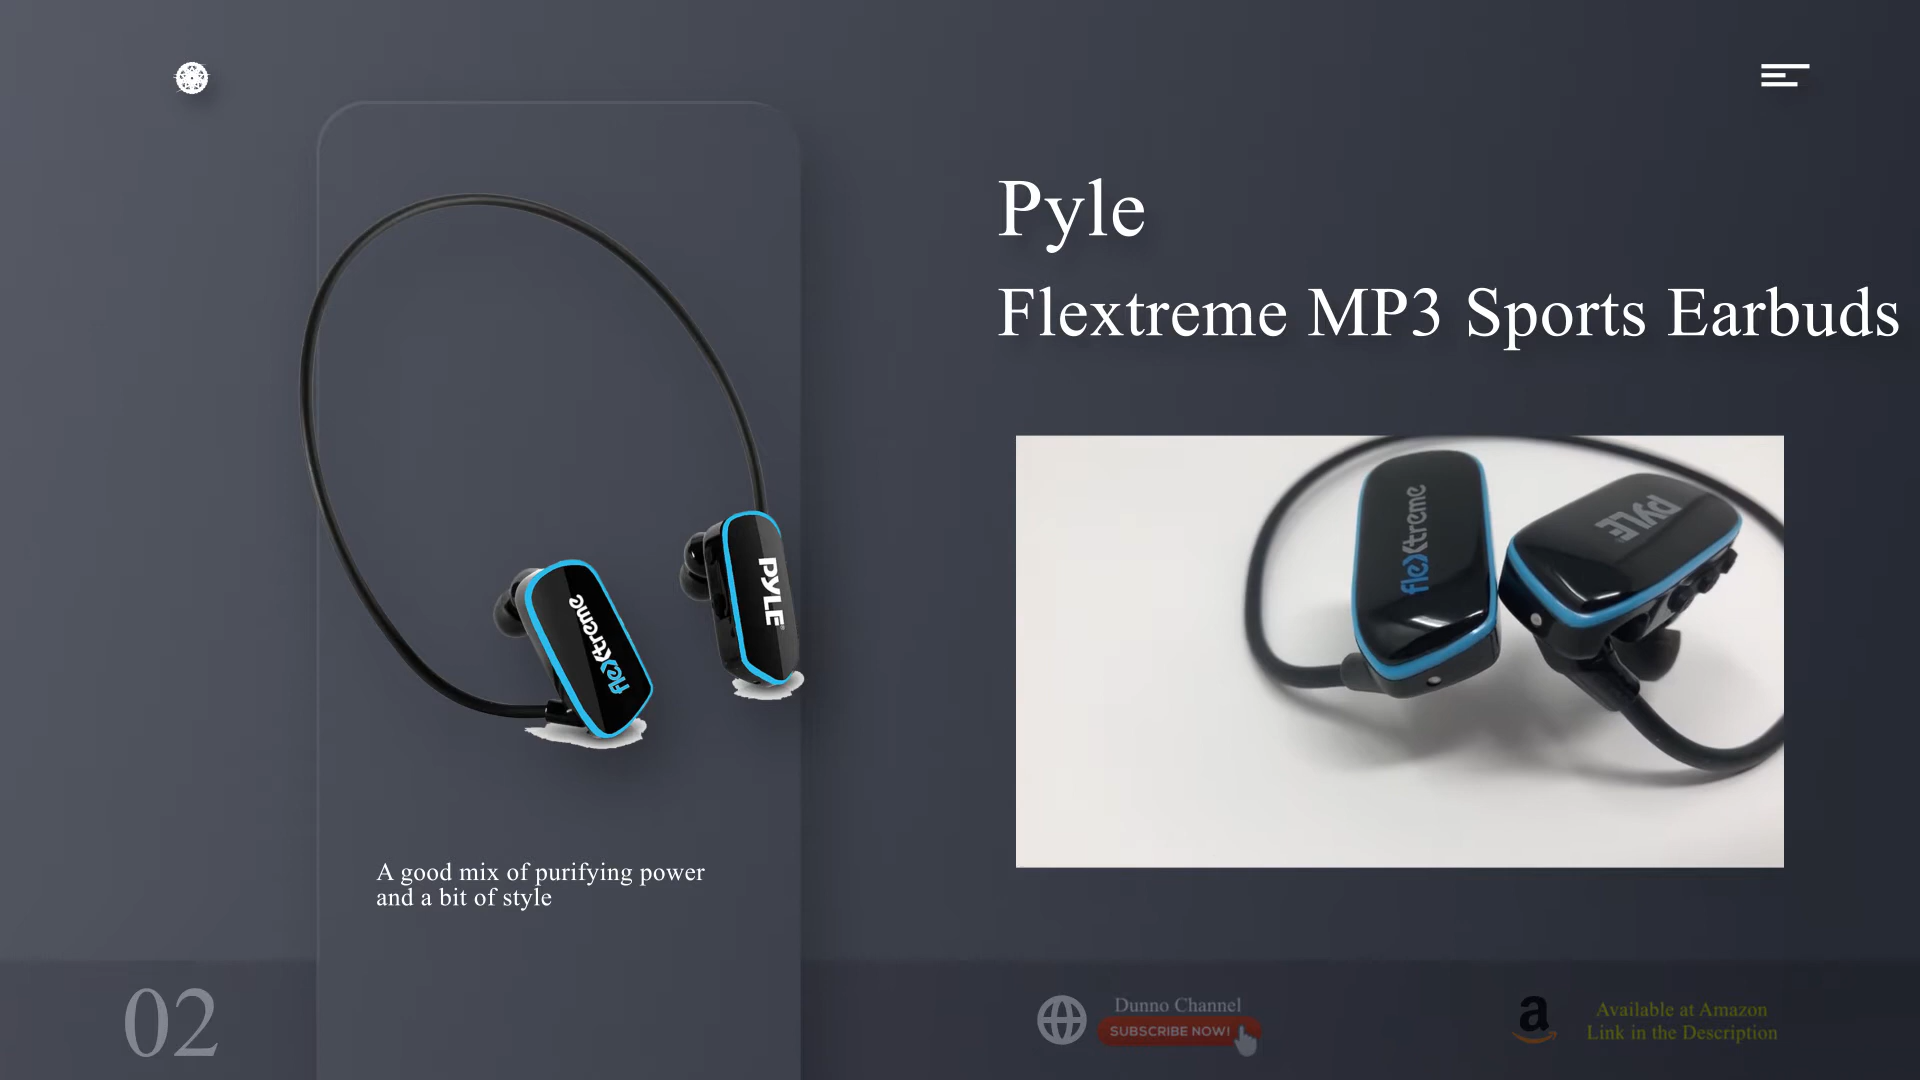 Pyle
Flextreme MP3 Sports Earbuds
flextreme
PYLE
flextreme
PYLE
A good mix of purifying power
and a bit of style
02
Dunno Channel
SUBSCRIBE NOW!
a
Available at Amazon
Link in the Description